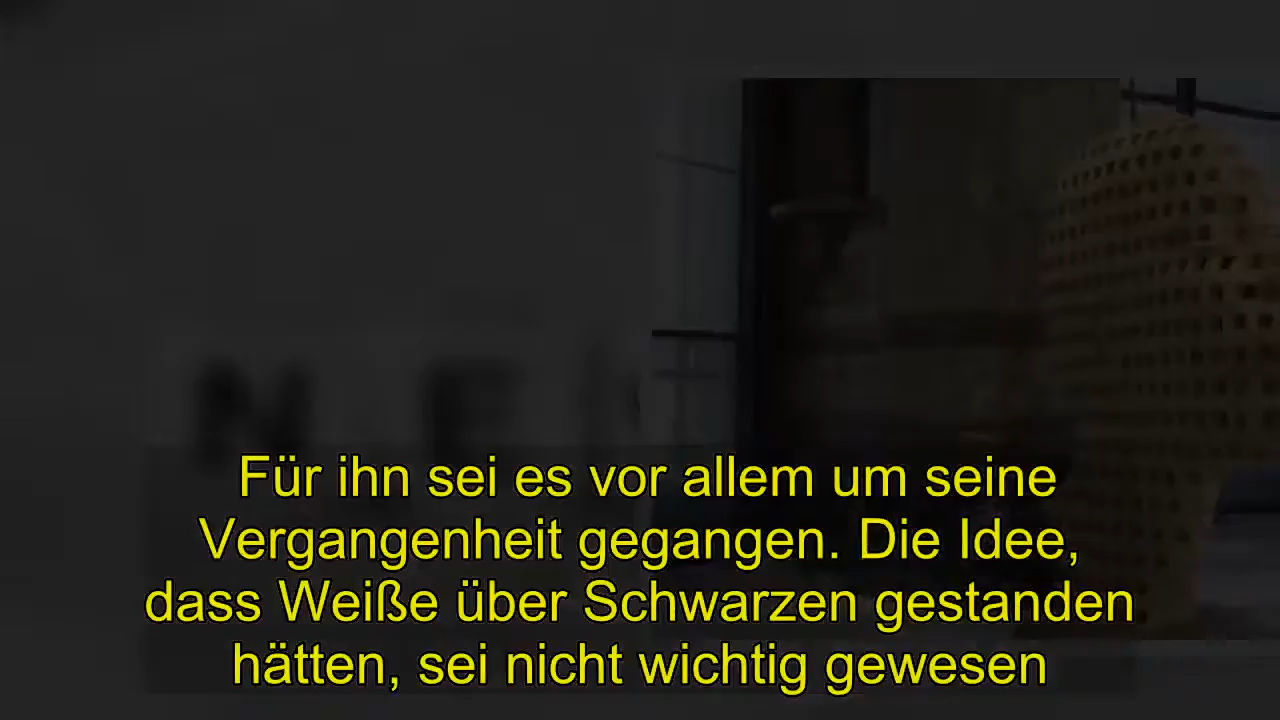 Für ihn sei es vor allem um seine
Vergangenheit gegangen. Die Idee,
dass Weiße über Schwarzen gestanden
hätten, sei nicht wichtig gewesen